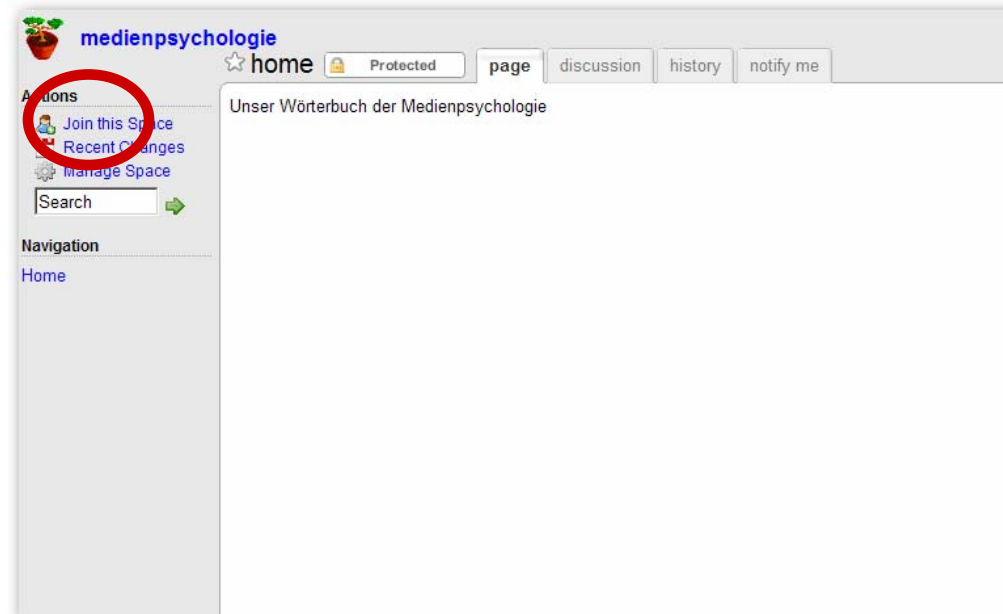 medienpsychologie
home Protected page discussion history notify me
Actions
Join this Space
Recent Changes
Manage Space
Search
Navigation
Home
Unser Wörterbuch der Medienpsychologie